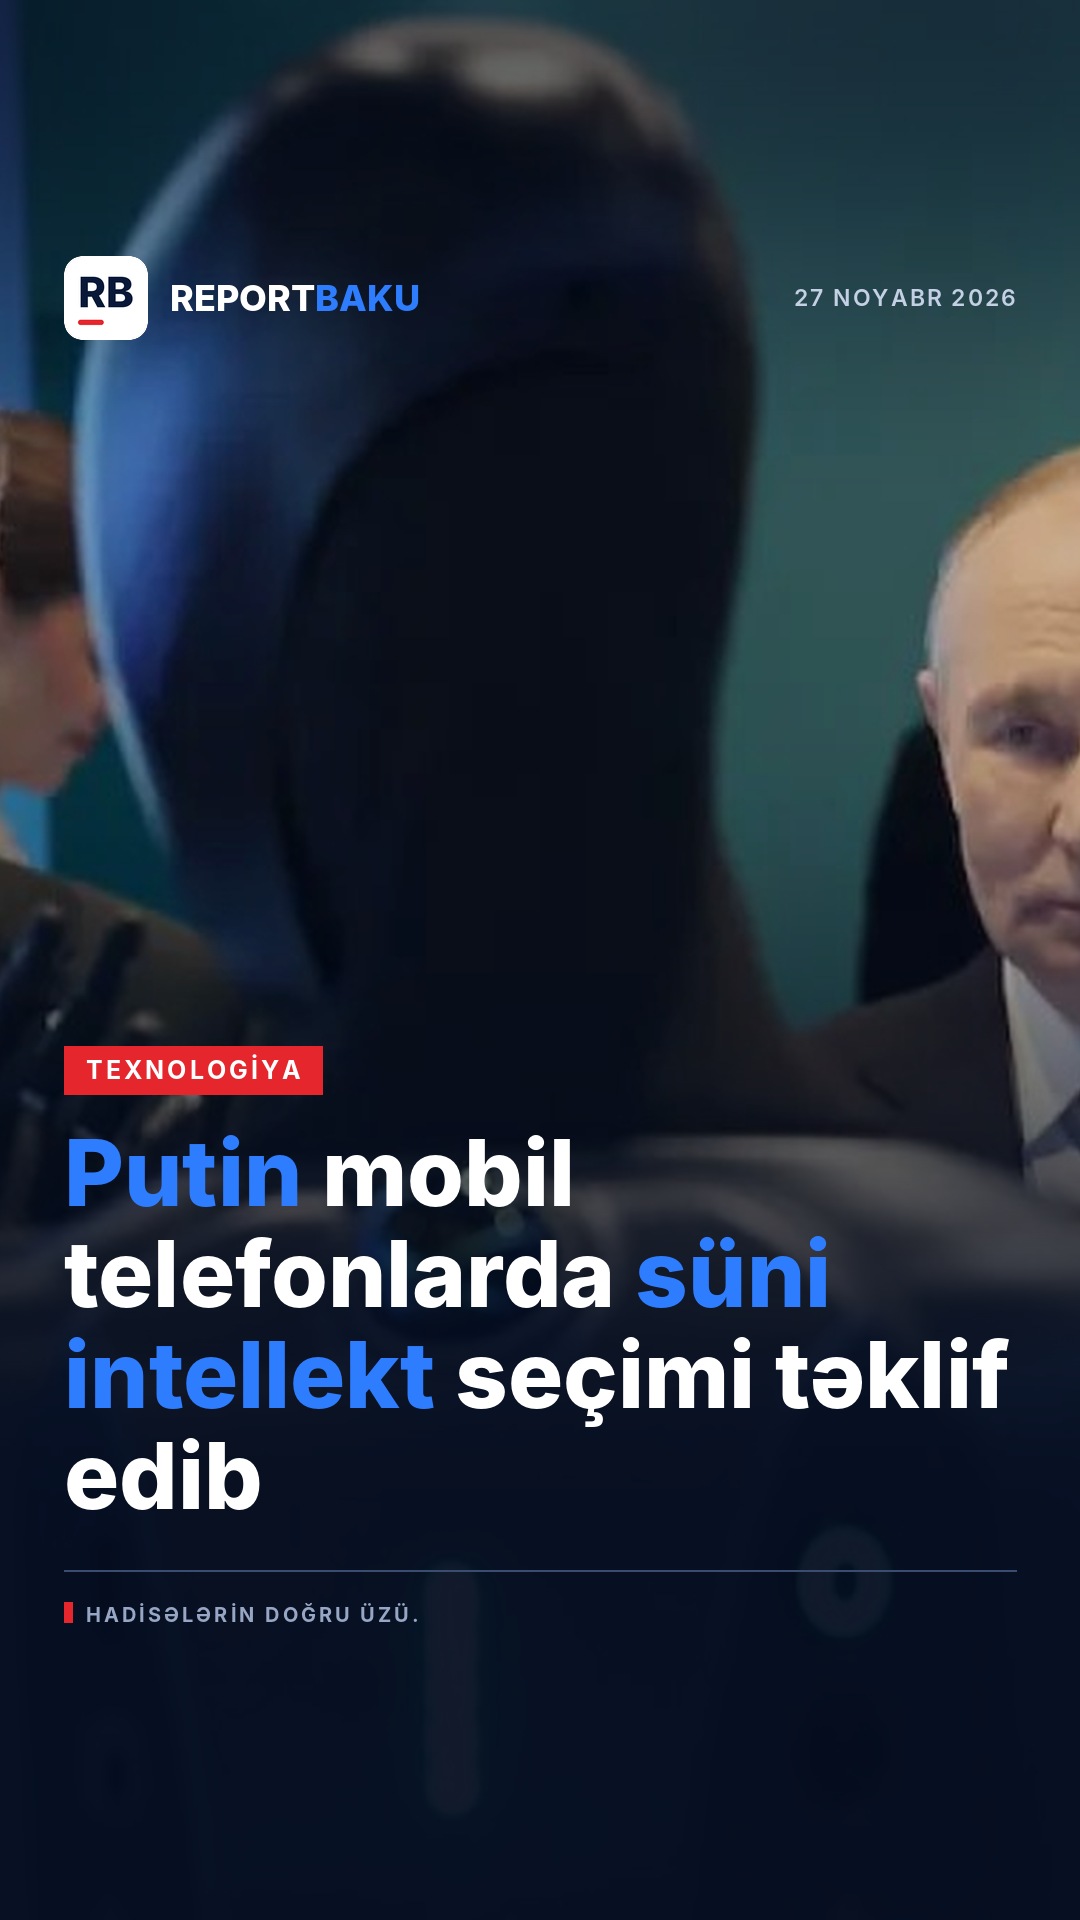 RB
REPORTBAKU
27 NOYABR 2026
TEXNOLOGİYA
Putin mobil
telefonlarda süni
intellekt seçimi təklif
edib
HADİSƏLƏRİN DOĞRU ÜZÜ.